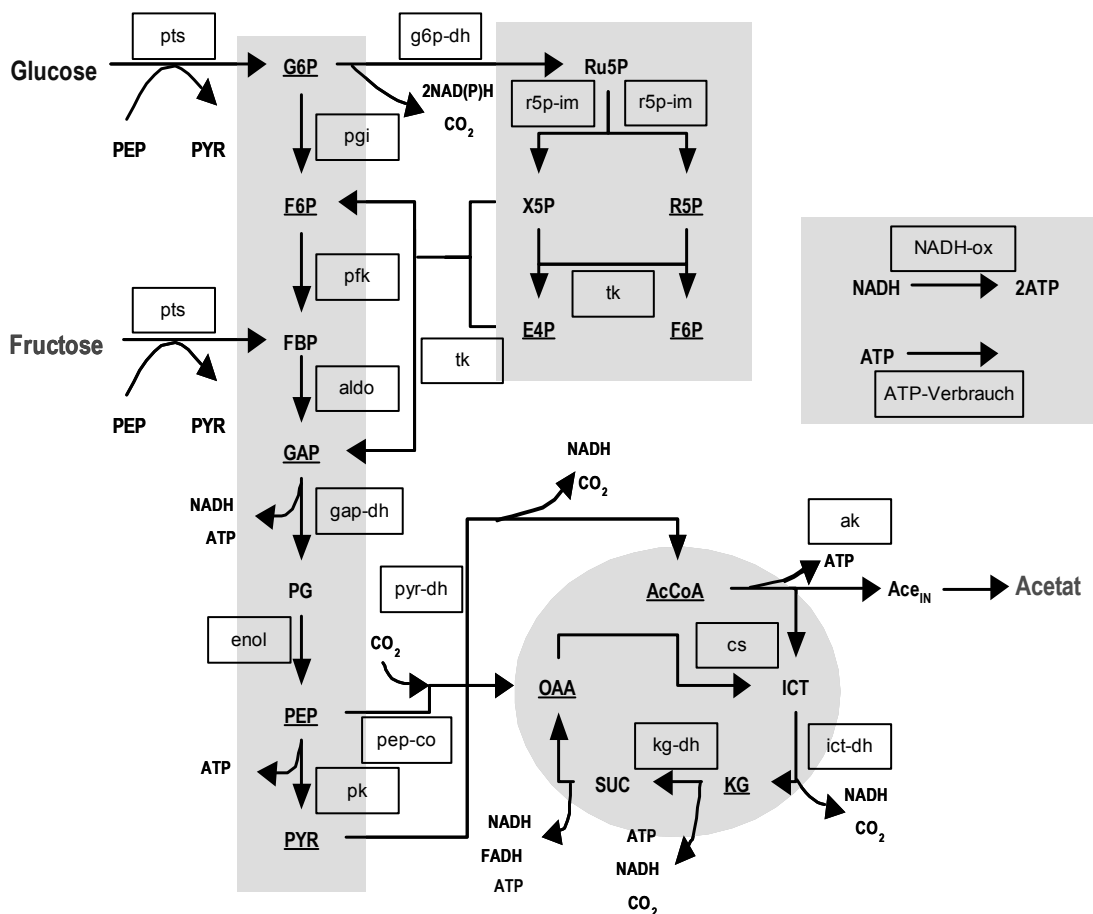 pts
g6p-dh
Glucose
G6P
Ru5P
2NAD(P)H
CO2
r5p-im
r5p-im
PEP
PYR
pgi
F6P
X5P
R5P
NADH-ox
NADH
2ATP
pfk
tk
pts
Fructose
FBP
E4P
F6P
tk
ATP
ATP-Verbrauch
aldo
PEP
PYR
GAP
NADH
CO2
NADH
ATP
gap-dh
ak
ATP
PG
pyr-dh
AcCoA
AceIN
Acetat
enol
CO2
cs
OAA
ICT
PEP
pep-co
kg-dh
ict-dh
ATP
pk
SUC
KG
NADH
CO2
PYR
NADH
FADH
ATP
ATP
NADH
CO2